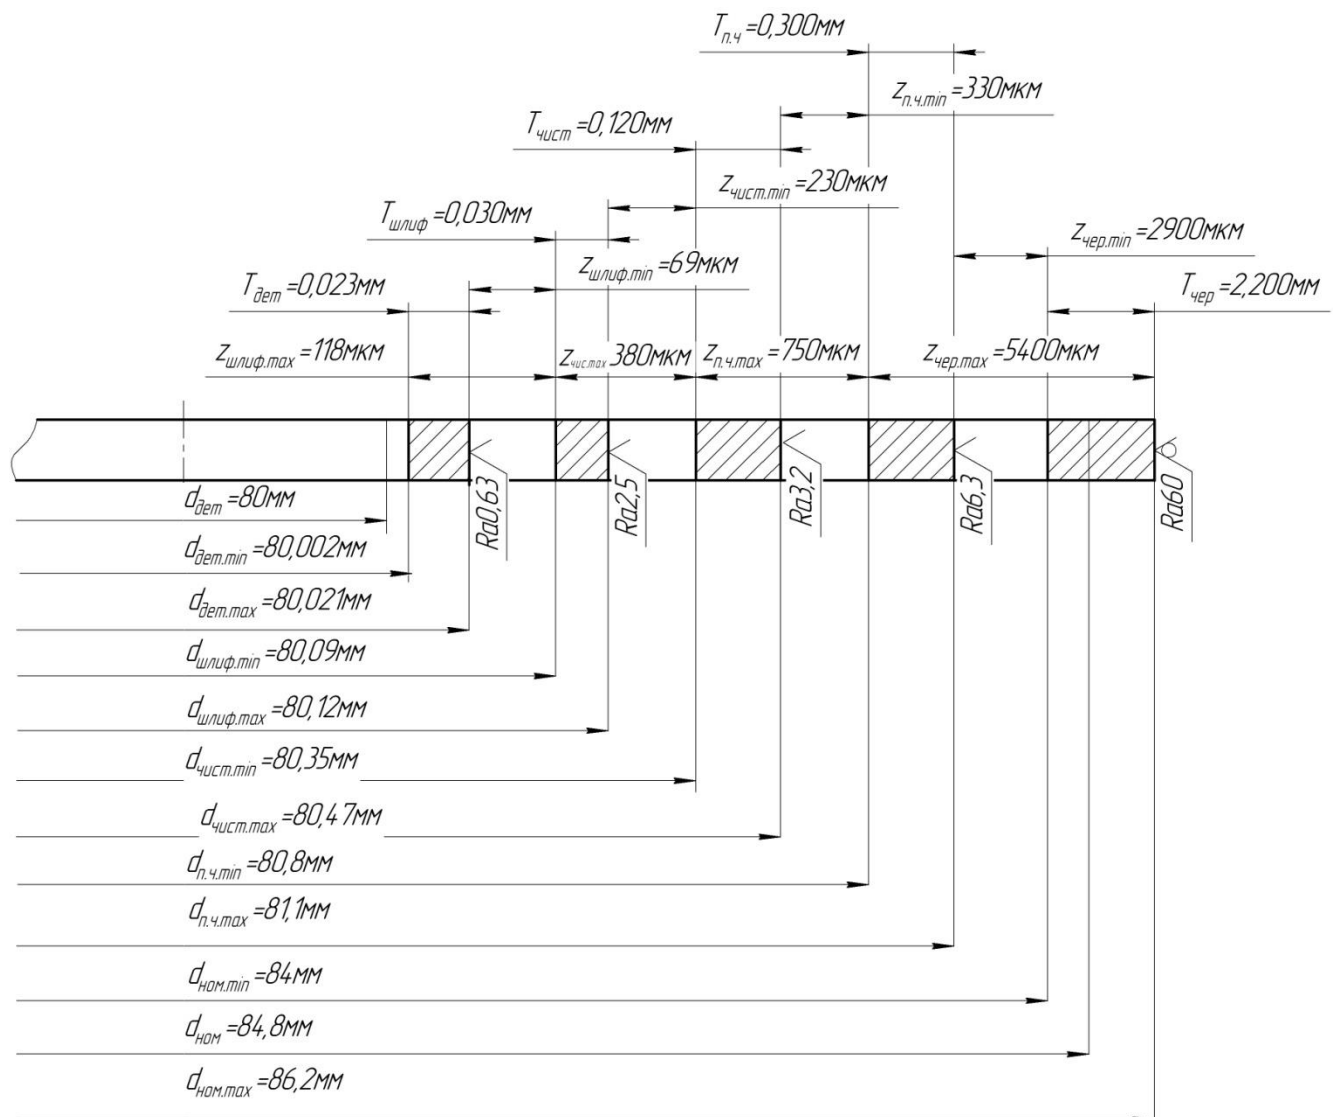 Tп.ч=0,300мм
zп.ч.min=330мкм
Tчист=0,120мм
zчист.min=230мкм
Tшлиф=0,030мм
zчер.min=2900мкм
zшлиф.min=69мкм
Tдет=0,023мм
Tчер=2,200мм
zшлиф.max=118мкм
zчис.max 380мкм
zп.ч.max=750мкм
zчер.max=5400мкм
Ra0,63
Ra2,5
Ra3,2
Ra6,3
Ra60
dдет=80мм
dдет.min=80,002мм
dдет.max=80,021мм
dшлиф.min=80,09мм
dшлиф.max=80,12мм
dчист.min=80,35мм
dчист.max=80,47мм
dп.ч.min=80,8мм
dп.ч.max=81,1мм
dном.min=84мм
dном=84,8мм
dном.max=86,2мм